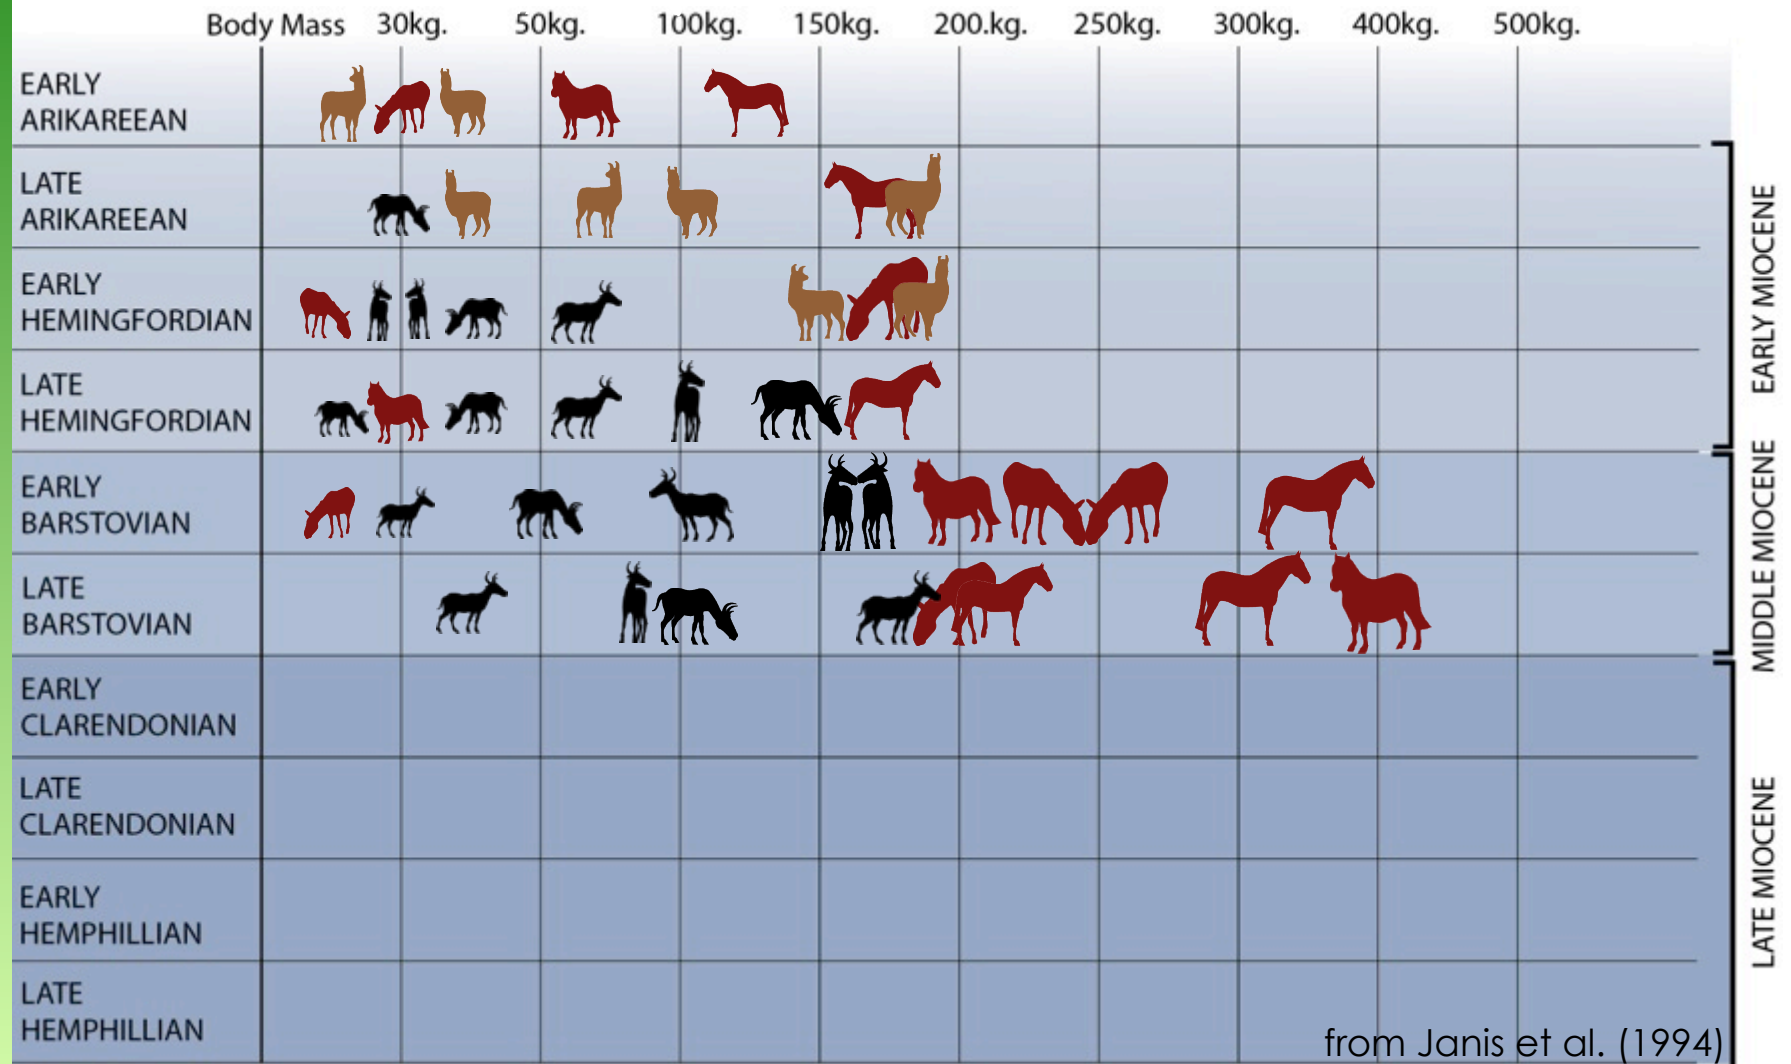 Body Mass 30kg. 50kg. 100kg. 150kg. 200.kg. 250kg. 300kg. 400kg. 500kg.
EARLY
ARIKAREEAN
LATE
ARIKAREEAN
EARLY
HEMINGFORDIAN
LATE
HEMINGFORDIAN
EARLY
BARSTOVIAN
LATE
BARSTOVIAN
EARLY
CLARENDONIAN
LATE
CLARENDONIAN
EARLY
HEMPHILLIAN
LATE
HEMPHILLIAN
EARLY MIOCENE
MIDDLE MIOCENE
LATE MIOCENE
from Janis et al. (1994)